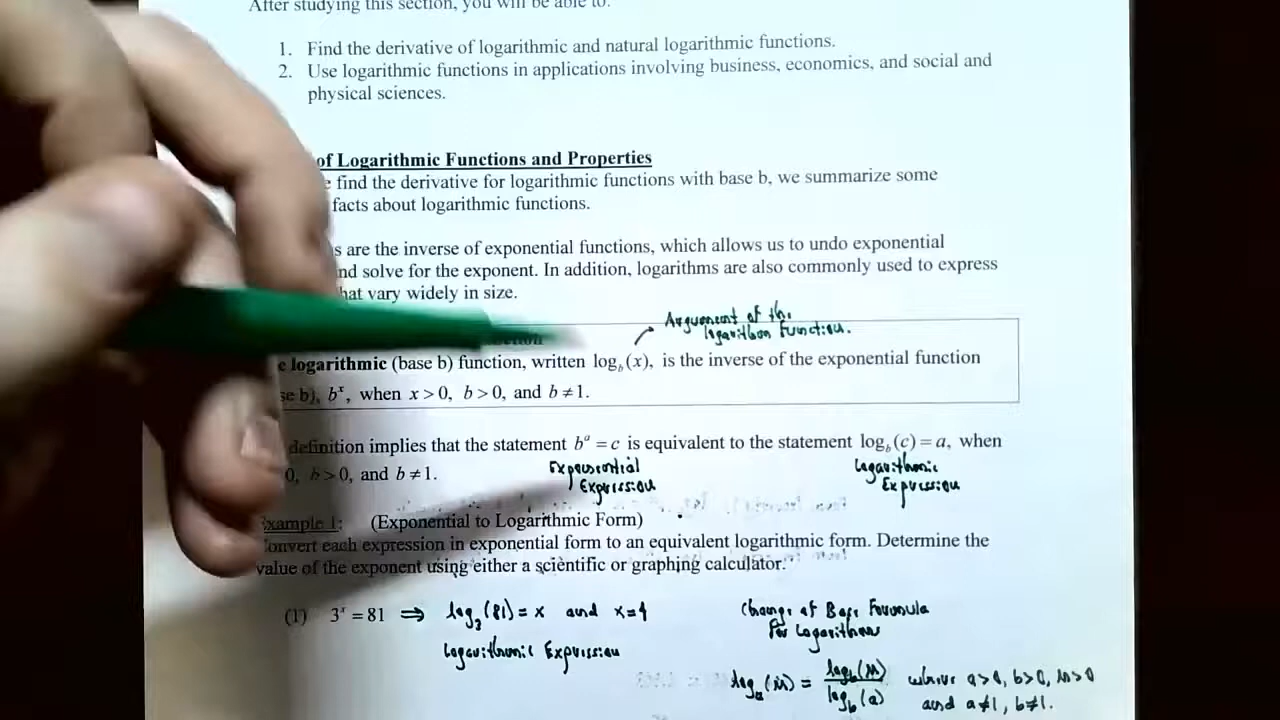 After studying this section, you will be able to:
1. Find the derivative of logarithmic and natural logarithmic functions.
2. Use logarithmic functions in applications involving business, economics, and social and
physical sciences.
of Logarithmic Functions and Properties
find the derivative for logarithmic functions with base b, we summarize some
facts about logarithmic functions.
are the inverse of exponential functions, which allows us to undo exponential
solve for the exponent. In addition, logarithms are also commonly used to express
that vary widely in size.
Argument of the
logarithm function.
logarithmic (base b) function, written log_b(x), is the inverse of the exponential function
b), b^x, when x > 0, b > 0, and b ≠ 1.
definition implies that the statement b^a = c is equivalent to the statement log_b(c) = a, when
0, b > 0, and b ≠ 1.
Exponential
Expression
Logarithmic
Expression
Example 1: (Exponential to Logarithmic Form)
Convert each expression in exponential form to an equivalent logarithmic form. Determine the
value of the exponent using either a scientific or graphing calculator.
(1) 3^x = 81 ⇒ log_3(81) = x and x=4
Logarithmic Expression
Change of Base Formula
for Logarithm
log_a(M) = log_b(M) / log_b(a) where a>0, b>0, M>0
and a≠1, b≠1.